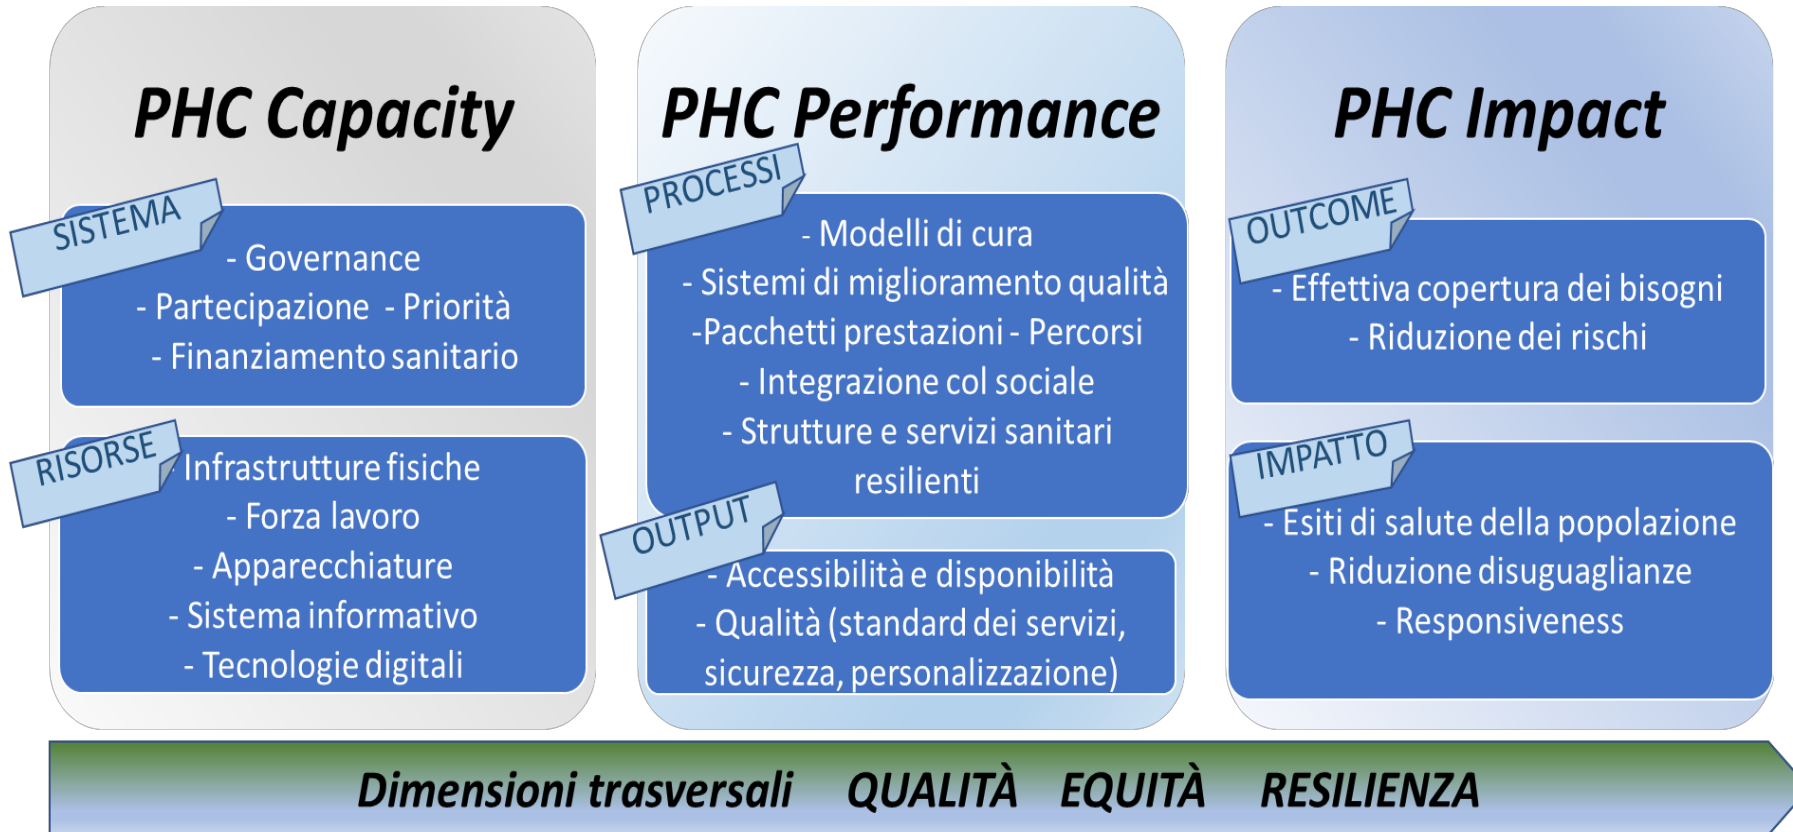 PHC Capacity
SISTEMA
- Governance
- Partecipazione - Priorità
- Finanziamento sanitario
RISORSE
- Infrastrutture fisiche
- Forza lavoro
- Apparecchiature
- Sistema informativo
- Tecnologie digitali
PHC Performance
PROCESSI
- Modelli di cura
- Sistemi di miglioramento qualità
-Pacchetti prestazioni - Percorsi
- Integrazione col sociale
- Strutture e servizi sanitari
resilienti
OUTPUT
- Accessibilità e disponibilità
- Qualità (standard dei servizi,
sicurezza, personalizzazione)
PHC Impact
OUTCOME
- Effettiva copertura dei bisogni
- Riduzione dei rischi
IMPATTO
- Esiti di salute della popolazione
- Riduzione disuguaglianze
- Responsiveness
Dimensioni trasversali QUALITÀ EQUITÀ RESILIENZA